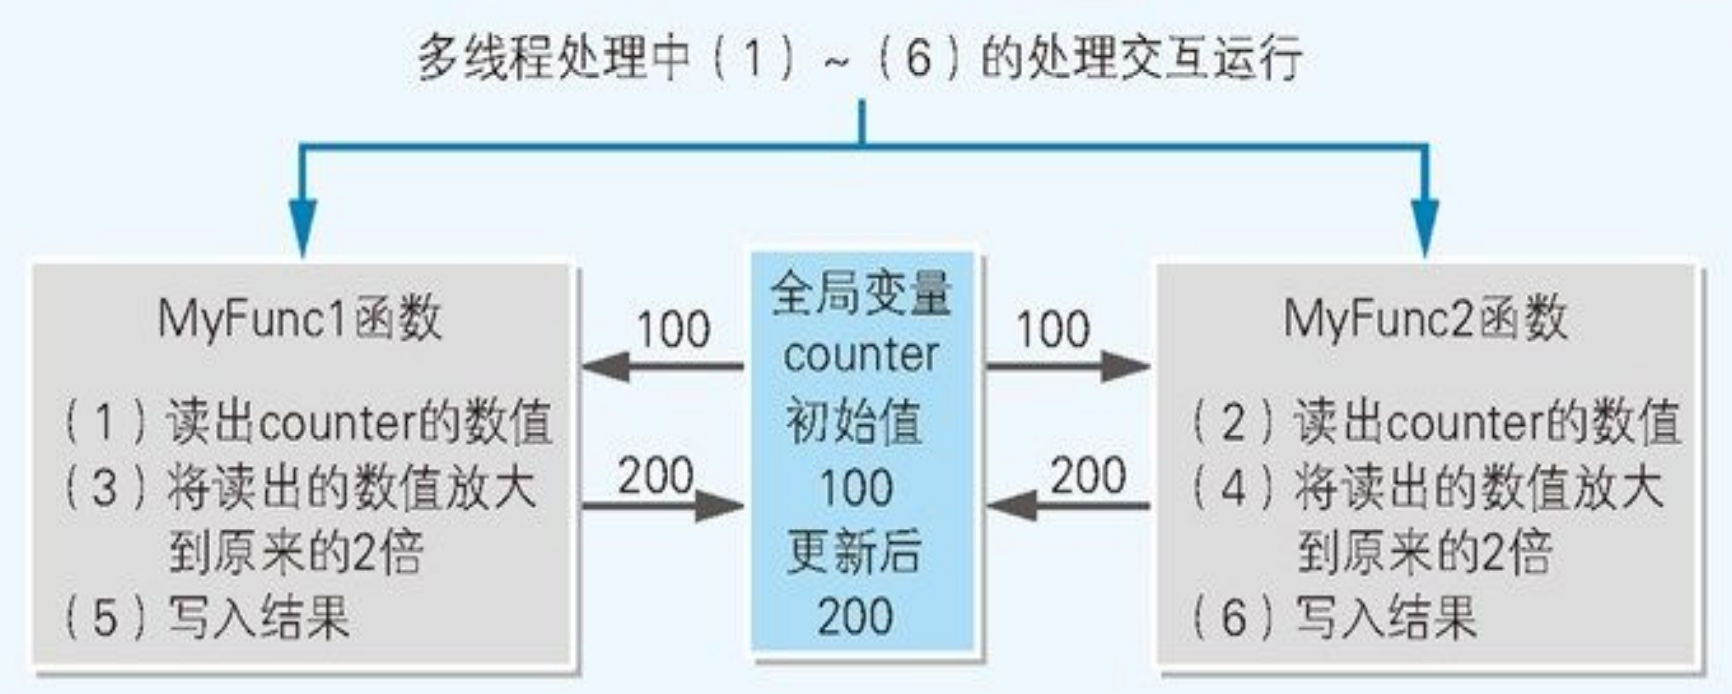 多线程处理中（1）~（6）的处理交互运行
MyFunc1函数
（1）读出counter的数值
（3）将读出的数值放大
到原来的2倍
（5）写入结果
100
200
全局变量
counter
初始值
100
更新后
200
100
200
MyFunc2函数
（2）读出counter的数值
（4）将读出的数值放大
到原来的2倍
（6）写入结果